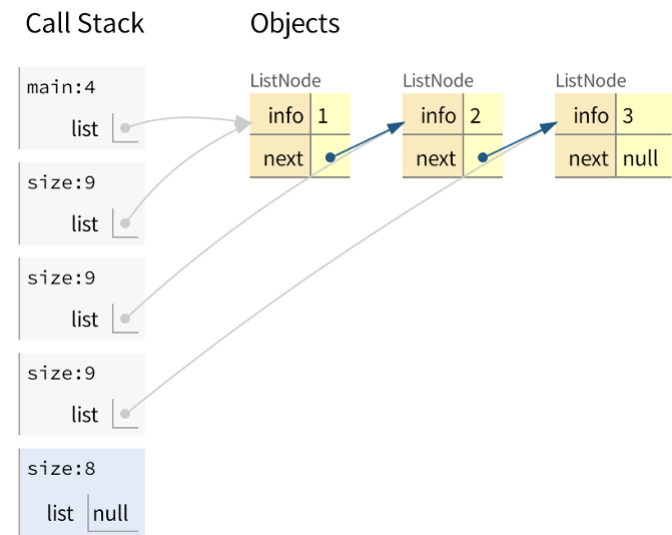 Call Stack
Objects
main:4
list
size:9
list
size:9
list
size:9
list
size:8
list null
ListNode
info 1
next
ListNode
info 2
next
ListNode
info 3
next null